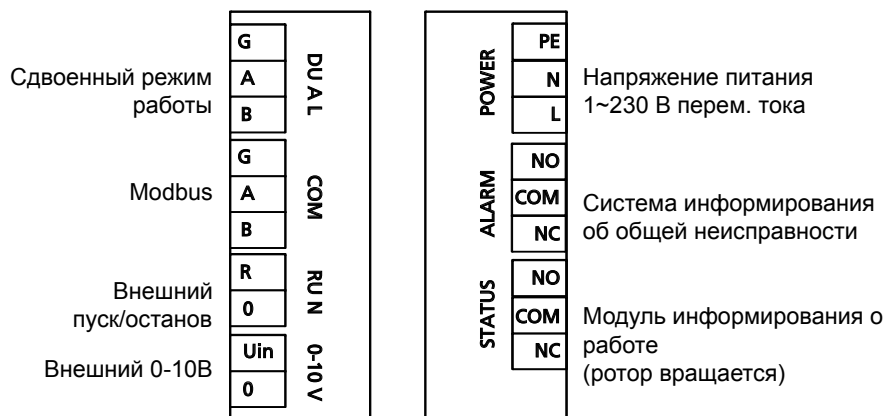 Сдвоенный режим
работы
G
A
B
DUAL
Modbus
G
A
B
COM
Внешний
пуск/останов
R
0
RUN
Внешний 0-10В
Uin
0
0-10 V
POWER
PE
N
L
Напряжение питания
1~230 В перем. тока
ALARM
NO
COM
NC
Система информирования
об общей неисправности
STATUS
NO
COM
NC
Модуль информирования о
работе
(ротор вращается)